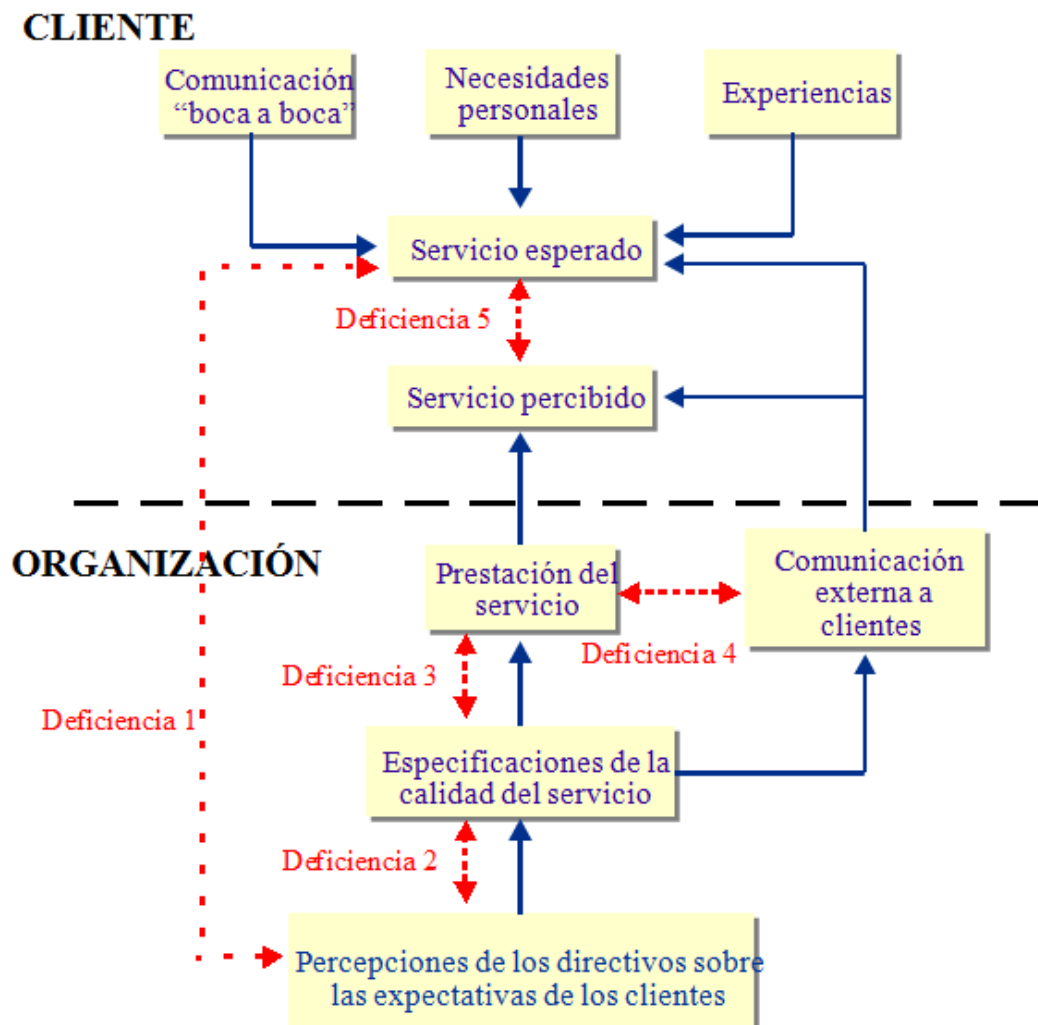 CLIENTE
Comunicación
“boca a boca”
Necesidades
personales
Experiencias
Servicio esperado
Deficiencia 5
Servicio percibido
ORGANIZACIÓN
Prestación del
servicio
Comunicación
externa a
clientes
Deficiencia 4
Deficiencia 3
Deficiencia 1
Especificaciones de la
calidad del servicio
Deficiencia 2
Percepciones de los directivos sobre
las expectativas de los clientes